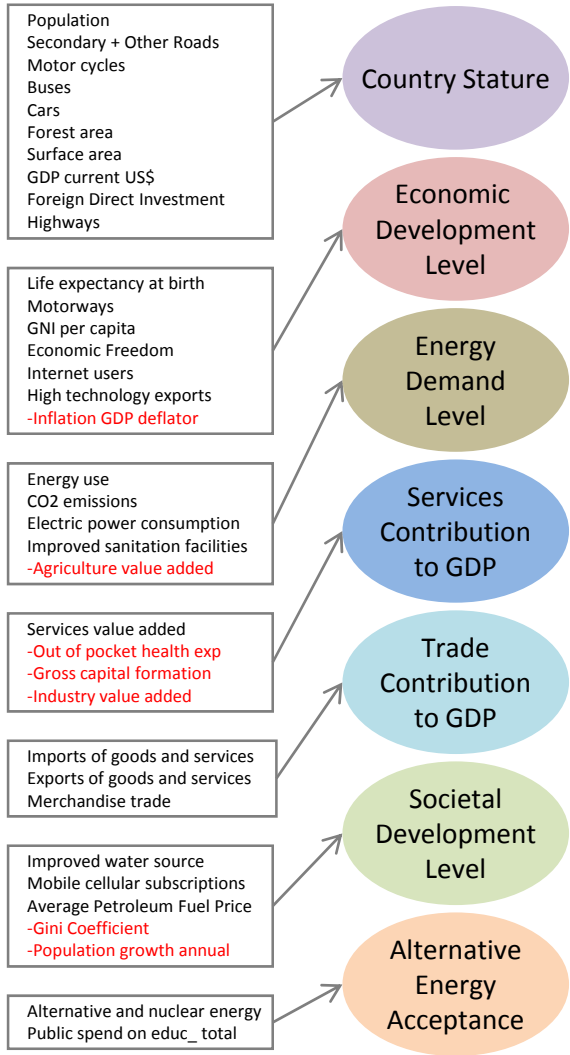 Population
Secondary + Other Roads
Motor cycles
Buses
Cars
Forest area
Surface area
GDP current US$
Foreign Direct Investment
Highways
Country Stature
Life expectancy at birth
Motorways
GNI per capita
Economic Freedom
Internet users
High technology exports
-Inflation GDP deflator
Economic
Development
Level
Energy use
CO2 emissions
Electric power consumption
Improved sanitation facilities
-Agriculture value added
Energy
Demand
Level
Services value added
-Out of pocket health exp
-Gross capital formation
-Industry value added
Services
Contribution
to GDP
Imports of goods and services
Exports of goods and services
Merchandise trade
Trade
Contribution
to GDP
Improved water source
Mobile cellular subscriptions
Average Petroleum Fuel Price
-Gini Coefficient
-Population growth annual
Societal
Development
Level
Alternative and nuclear energy
Public spend on educ_ total
Alternative
Energy
Acceptance